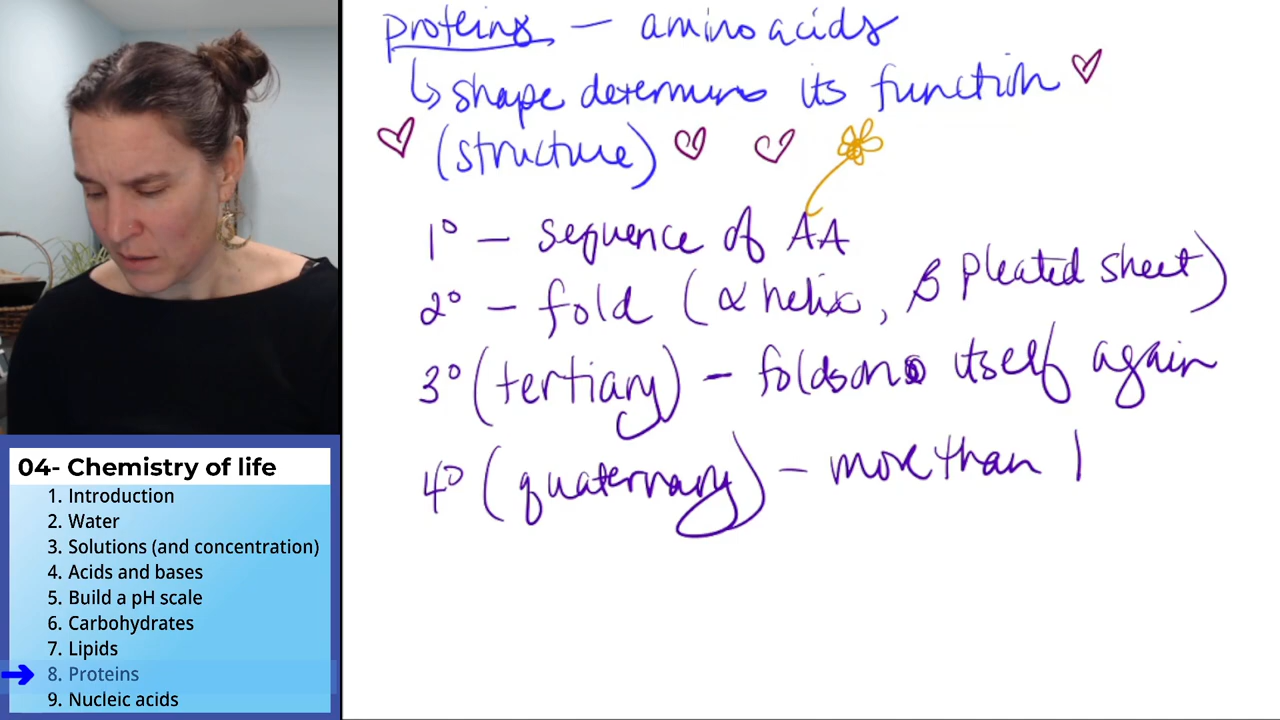 proteins — amino acids
↳ shape determins its function
(structure)
1° — sequence of AA
2° — fold (α helix, β pleated sheet)
3° (tertiary) — folds on itself again
4° (quaternary) — more than 1
04- Chemistry of life
1. Introduction
2. Water
3. Solutions (and concentration)
4. Acids and bases
5. Build a pH scale
6. Carbohydrates
7. Lipids
8. Proteins
9. Nucleic acids